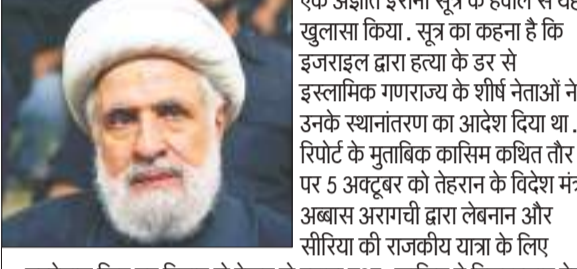 खुलासा किया. सूत्र का कहना है कि
इजराइल द्वारा हत्या के डर से
इस्लामिक गणराज्य के शीर्ष नेताओं ने
उनके स्थानांतरण का आदेश दिया था.
रिपोर्ट के मुताबिक कासिम कथित तौर
पर 5 अक्टूबर को तेहरान के विदेश
अब्बास अरागची द्वारा लेबनान और
सीरिया की राजकीय यात्रा के लिए